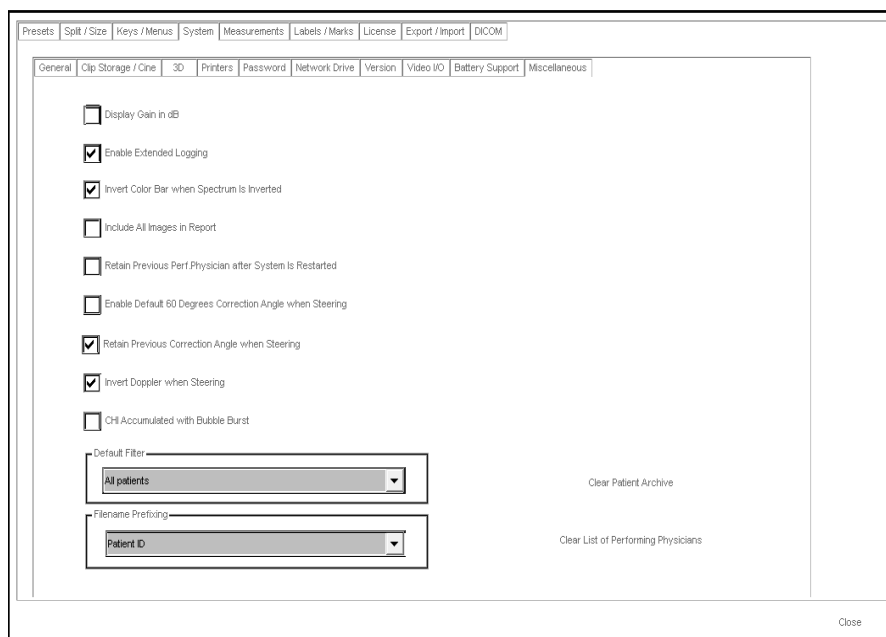 Presets Split / Size Keys / Menus System Measurements Labels / Marks License Export / Import DICOM
General Clip Storage / Cine 3D Printers Password Network Drive Version Video I/O Battery Support Miscellaneous
Display Gain in dB
Enable Extended Logging
Invert Color Bar when Spectrum Is Inverted
Include All Images in Report
Retain Previous Perf.Physician after System Is Restarted
Enable Default 60 Degrees Correction Angle when Steering
Retain Previous Correction Angle when Steering
Invert Doppler when Steering
CHI Accumulated with Bubble Burst
Default Filter
All patients
Clear Patient Archive
Filename Prefixing
Patient ID
Clear List of Performing Physicians
Close